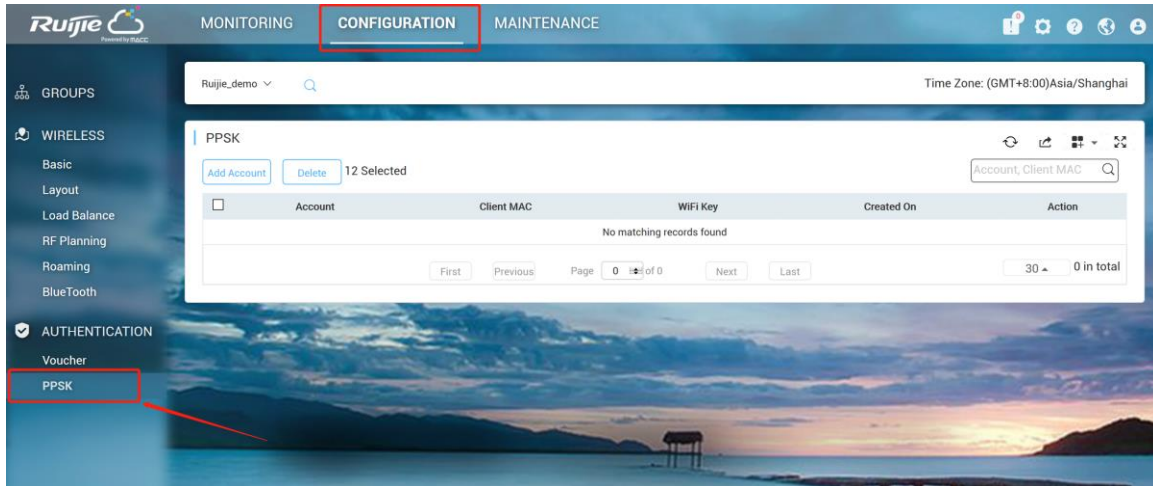 Ruijie
Powered by MACC
MONITORING CONFIGURATION MAINTENANCE
0
Ruijie_demo
Time Zone: (GMT+8:00)Asia/Shanghai
GROUPS
WIRELESS
Basic
Layout
Load Balance
RF Planning
Roaming
BlueTooth
AUTHENTICATION
Voucher
PPSK
PPSK
Add Account Delete 12 Selected
Account, Client MAC
Account Client MAC WiFi Key Created On Action
No matching records found
First Previous Page 0 of 0 Next Last
30 0 in total